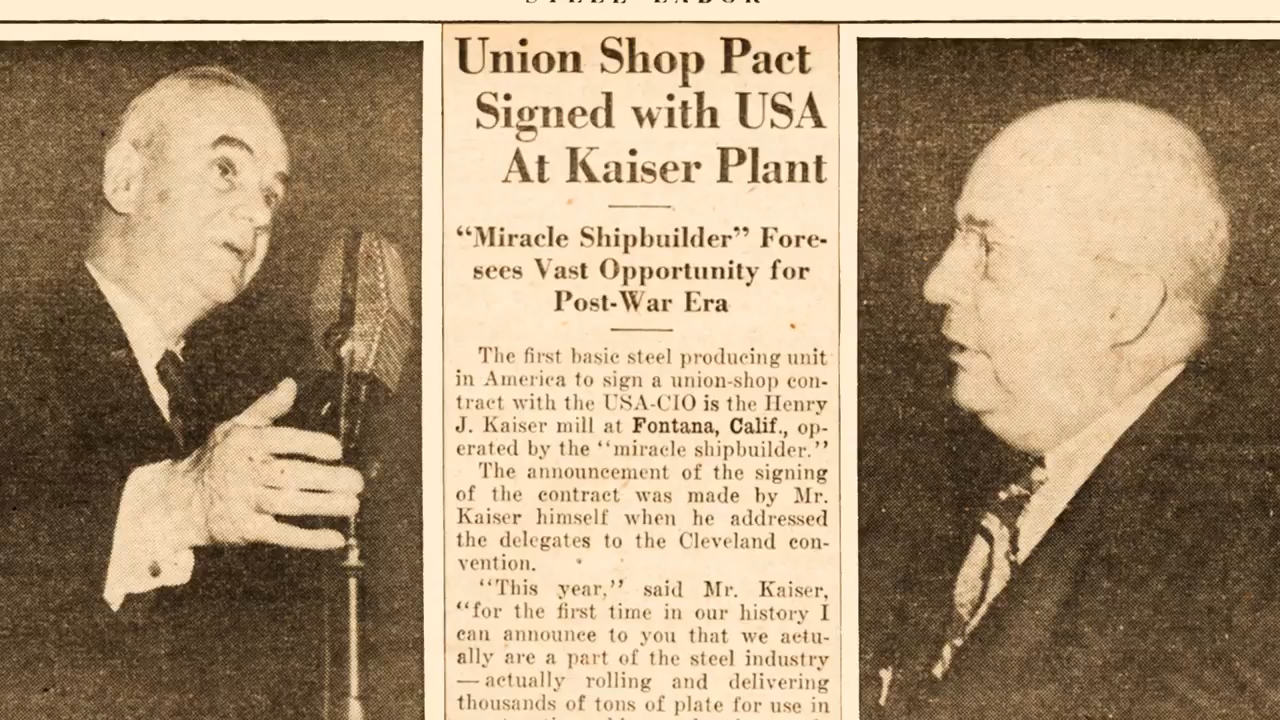 STEEL LABOR
Union Shop Pact
Signed with USA
At Kaiser Plant
“Miracle Shipbuilder” Fore-
sees Vast Opportunity for
Post-War Era
The first basic steel producing unit
in America to sign a union-shop con-
tract with the USA-CIO is the Henry
J. Kaiser mill at Fontana, Calif., op-
erated by the “miracle shipbuilder.”
The announcement of the signing
of the contract was made by Mr.
Kaiser himself when he addressed
the delegates to the Cleveland con-
vention.
“This year,” said Mr. Kaiser,
“for the first time in our history I
can announce to you that we actu-
ally are a part of the steel industry
—actually rolling and delivering
thousands of tons of plate for use in